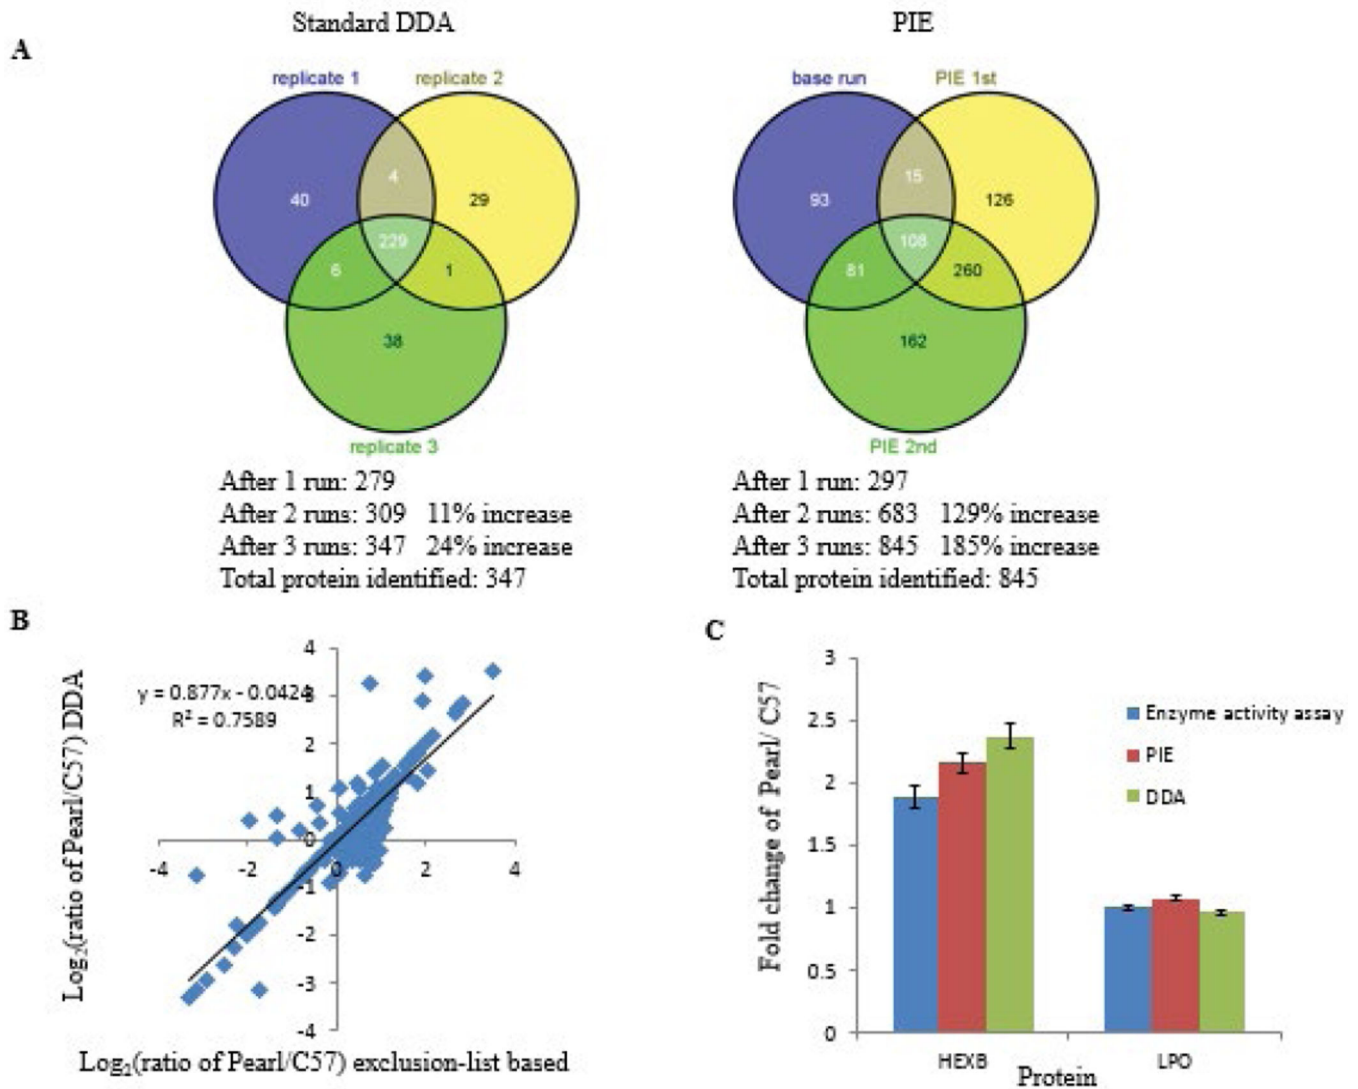 Standard DDA
PIE
A
replicate 1
replicate 2
40
4
29
229
6
1
38
replicate 3
After 1 run: 279
After 2 runs: 309 11% increase
After 3 runs: 347 24% increase
Total protein identified: 347
base run
PIE 1st
93
15
126
108
81
260
162
PIE 2nd
After 1 run: 297
After 2 runs: 683 129% increase
After 3 runs: 845 185% increase
Total protein identified: 845
B
Log₂(ratio of Pearl/C57) DDA
y = 0.877x - 0.0424
R² = 0.7589
4
3
2
1
0
-1
-2
-3
-4
-4 -2 0 2 4
Log₂(ratio of Pearl/C57) exclusion-list based
C
Fold change of Pearl/ C57
3
2.5
2
1.5
1
0.5
0
Enzyme activity assay
PIE
DDA
HEXB LPO
Protein